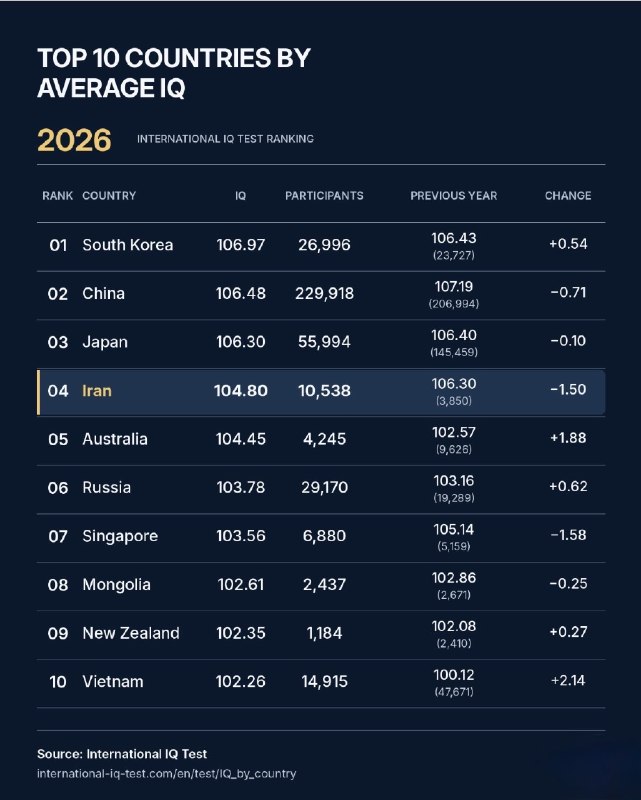 TOP 10 COUNTRIES BY
AVERAGE IQ
2026 INTERNATIONAL IQ TEST RANKING
RANK COUNTRY IQ PARTICIPANTS PREVIOUS YEAR CHANGE
01 South Korea 106.97 26,996 106.43 +0.54
(23,727)
02 China 106.48 229,918 107.19 −0.71
(206,994)
03 Japan 106.30 55,994 106.40 −0.10
(145,459)
04 Iran 104.80 10,538 106.30 −1.50
(3,850)
05 Australia 104.45 4,245 102.57 +1.88
(9,626)
06 Russia 103.78 29,170 103.16 +0.62
(19,289)
07 Singapore 103.56 6,880 105.14 −1.58
(5,159)
08 Mongolia 102.61 2,437 102.86 −0.25
(2,671)
09 New Zealand 102.35 1,184 102.08 +0.27
(2,410)
10 Vietnam 102.26 14,915 100.12 +2.14
(47,671)
Source: International IQ Test
international-iq-test.com/en/test/IQ_by_country